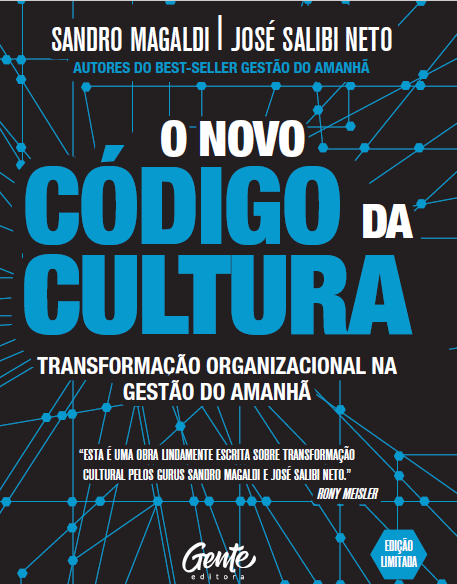 SANDRO MAGALDI | JOSÉ SALIBI NETO
AUTORES DO BEST-SELLER GESTÃO DO AMANHÃ
O NOVO
CÓDIGO DA
CULTURA
TRANSFORMAÇÃO ORGANIZACIONAL NA
GESTÃO DO AMANHÃ
“ESTA É UMA OBRA LINDAMENTE ESCRITA SOBRE TRANSFORMAÇÃO
CULTURAL PELOS GURUS SANDRO MAGALDI E JOSÉ SALIBI NETO.”
RONY MEISLER
Gente
editora
EDIÇÃO
LIMITADA